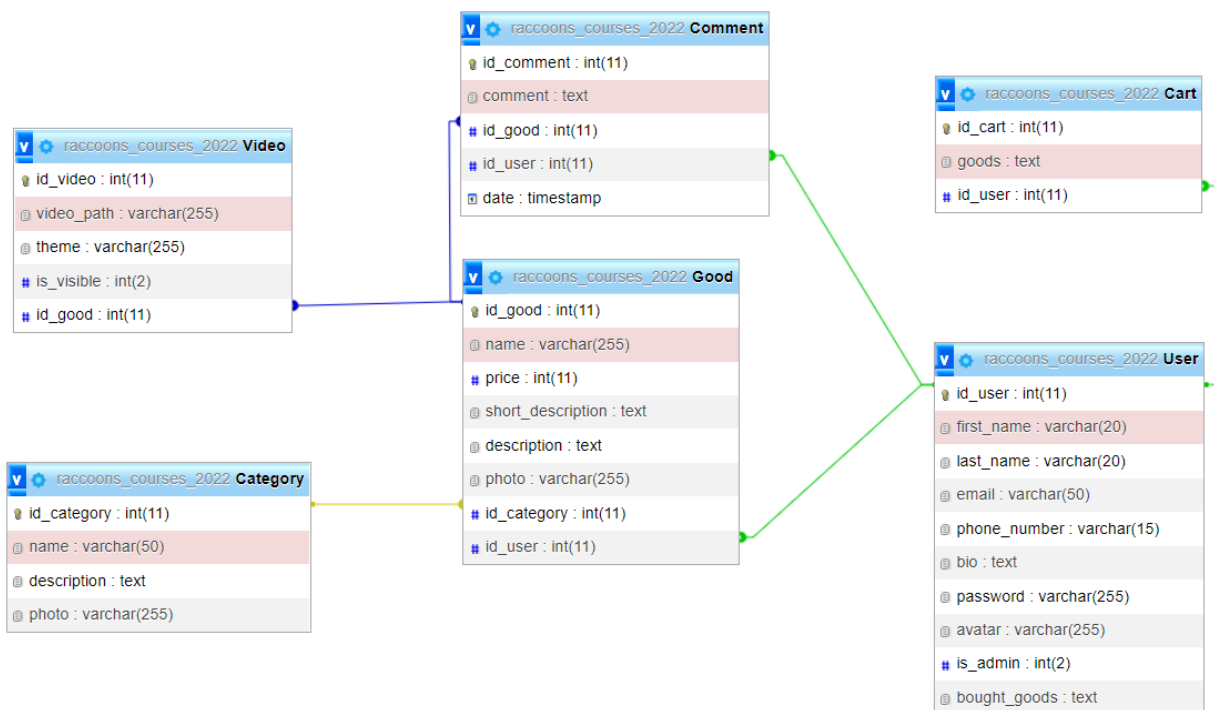 raccoons_courses_2022 Comment
id_comment : int(11)
comment : text
id_good : int(11)
id_user : int(11)
date : timestamp
raccoons_courses_2022 Cart
id_cart : int(11)
goods : text
id_user : int(11)
raccoons_courses_2022 Video
id_video : int(11)
video_path : varchar(255)
theme : varchar(255)
is_visible : int(2)
id_good : int(11)
raccoons_courses_2022 Good
id_good : int(11)
name : varchar(255)
price : int(11)
short_description : text
description : text
photo : varchar(255)
id_category : int(11)
id_user : int(11)
raccoons_courses_2022 User
id_user : int(11)
first_name : varchar(20)
last_name : varchar(20)
email : varchar(50)
phone_number : varchar(15)
bio : text
password : varchar(255)
avatar : varchar(255)
is_admin : int(2)
bought_goods : text
raccoons_courses_2022 Category
id_category : int(11)
name : varchar(50)
description : text
photo : varchar(255)